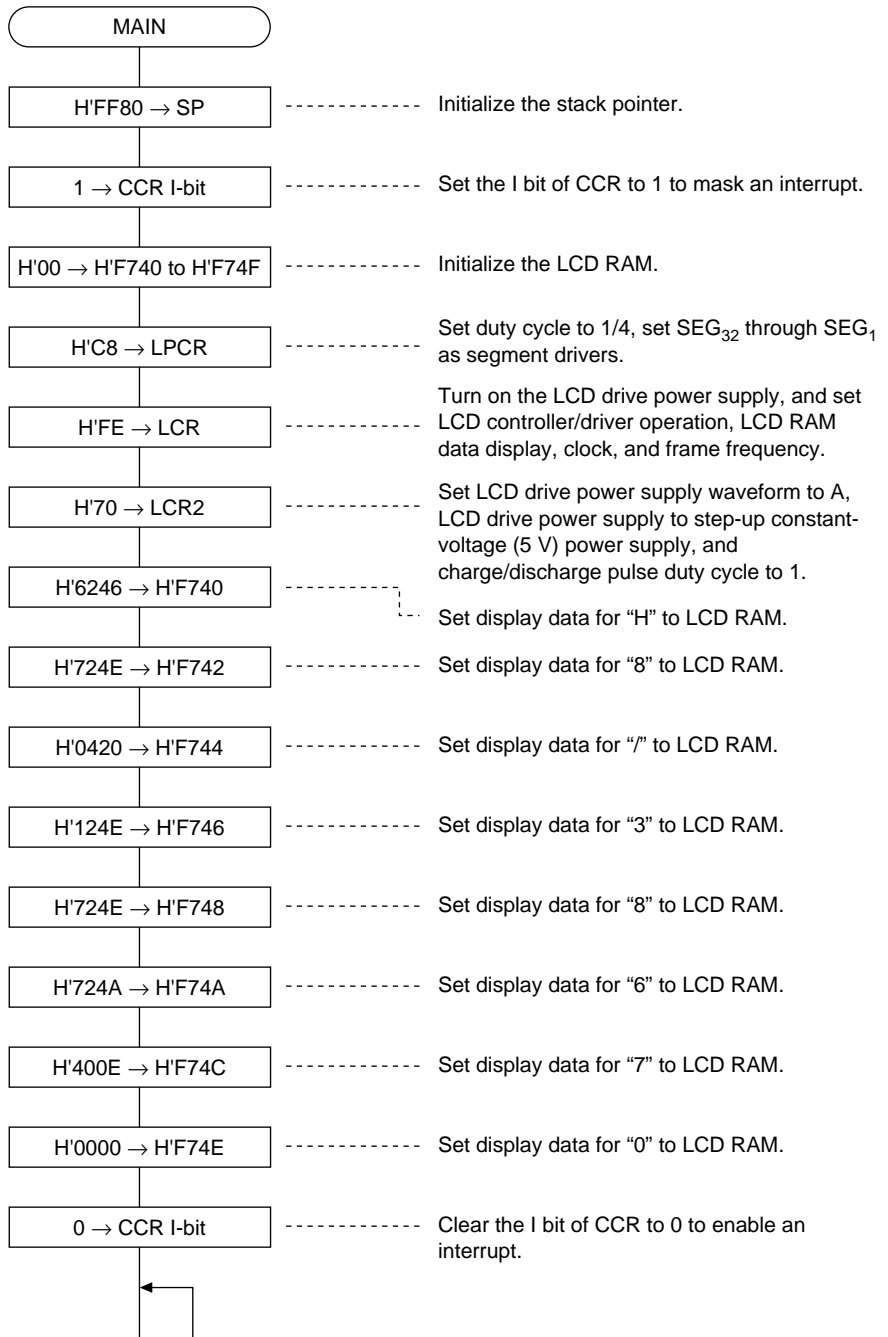 MAIN
H'FF80 → SP
Initialize the stack pointer.
1 → CCR I-bit
Set the I bit of CCR to 1 to mask an interrupt.
H'00 → H'F740 to H'F74F
Initialize the LCD RAM.
H'C8 → LPCR
Set duty cycle to 1/4, set SEG32 through SEG1
as segment drivers.
H'FE → LCR
Turn on the LCD drive power supply, and set
LCD controller/driver operation, LCD RAM
data display, clock, and frame frequency.
H'70 → LCR2
Set LCD drive power supply waveform to A,
LCD drive power supply to step-up constant-
voltage (5 V) power supply, and
charge/discharge pulse duty cycle to 1.
H'6246 → H'F740
Set display data for “H” to LCD RAM.
H'724E → H'F742
Set display data for “8” to LCD RAM.
H'0420 → H'F744
Set display data for “/” to LCD RAM.
H'124E → H'F746
Set display data for “3” to LCD RAM.
H'724E → H'F748
Set display data for “8” to LCD RAM.
H'724A → H'F74A
Set display data for “6” to LCD RAM.
H'400E → H'F74C
Set display data for “7” to LCD RAM.
H'0000 → H'F74E
Set display data for “0” to LCD RAM.
0 → CCR I-bit
Clear the I bit of CCR to 0 to enable an
interrupt.